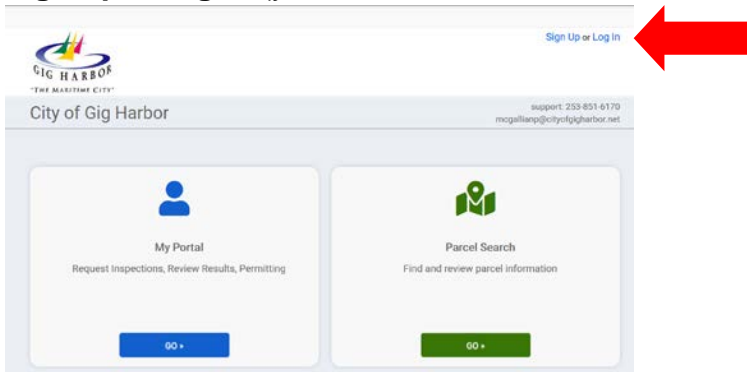 Sign Up or Log In
GIG HARBOR
"THE MARITIME CITY"
City of Gig Harbor
support: 253-851-6170
mcgallianp@cityofgigharbor.net
My Portal
Request Inspections, Review Results, Permitting
GO »
Parcel Search
Find and review parcel information
GO »